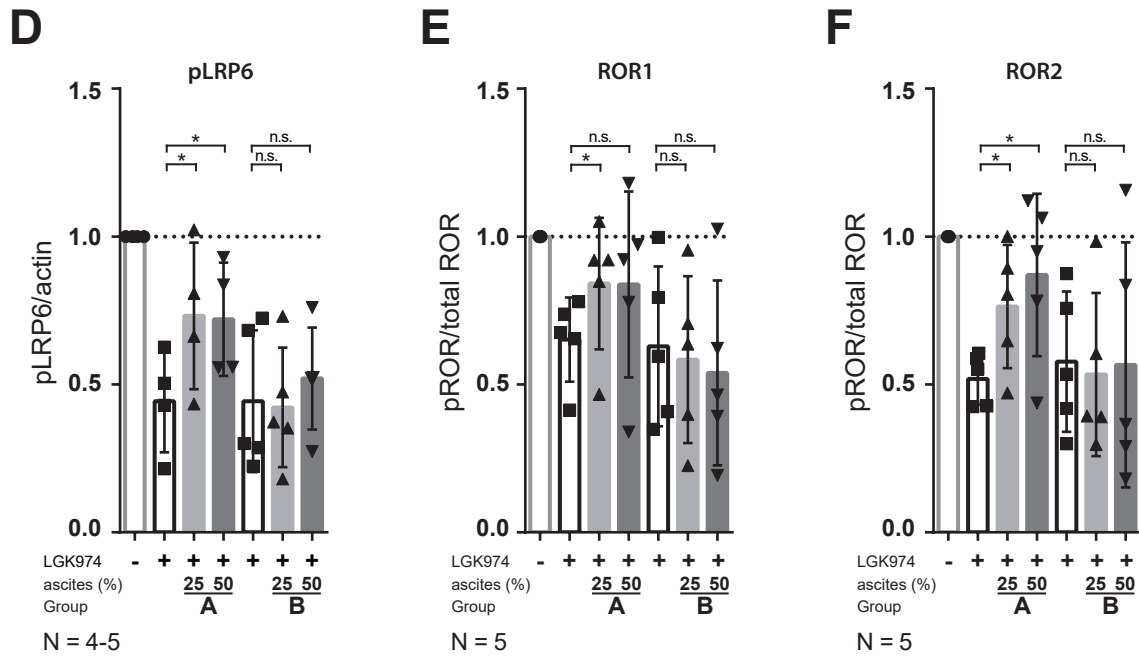 D
pLRP6
1.5
1.0
0.5
0.0
pLRP6/actin
*
*
n.s.
n.s.
LGK974 - + + + + + +
ascites (%) 25 50 25 50
Group A B
N = 4-5
E
ROR1
1.5
1.0
0.5
0.0
pROR/total ROR
n.s.
*
n.s.
n.s.
LGK974 - + + + + + +
ascites (%) 25 50 25 50
Group A B
N = 5
F
ROR2
1.5
1.0
0.5
0.0
pROR/total ROR
*
*
n.s.
n.s.
LGK974 - + + + + + +
ascites (%) 25 50 25 50
Group A B
N = 5